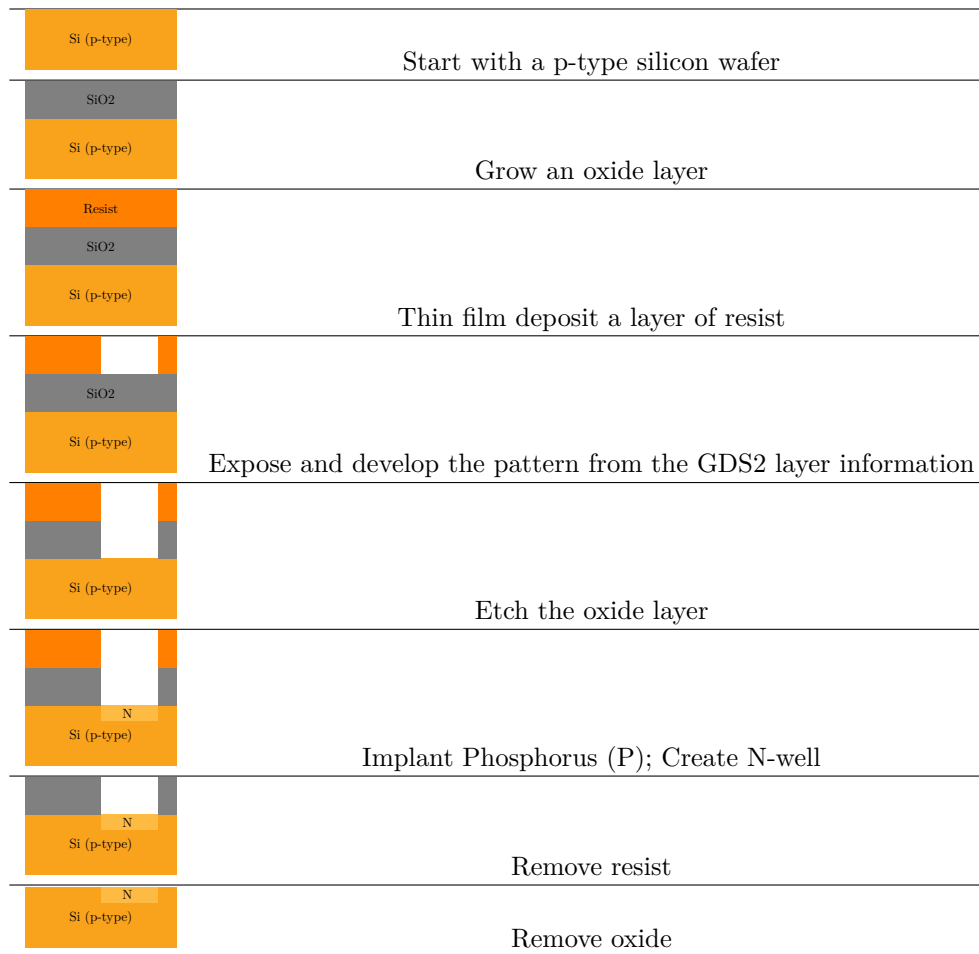 Si (p-type)
Start with a p-type silicon wafer
SiO2
Si (p-type)
Grow an oxide layer
Resist
SiO2
Si (p-type)
Thin film deposit a layer of resist
SiO2
Si (p-type)
Expose and develop the pattern from the GDS2 layer information
Si (p-type)
Etch the oxide layer
N
Si (p-type)
Implant Phosphorus (P); Create N-well
N
Si (p-type)
Remove resist
N
Si (p-type)
Remove oxide